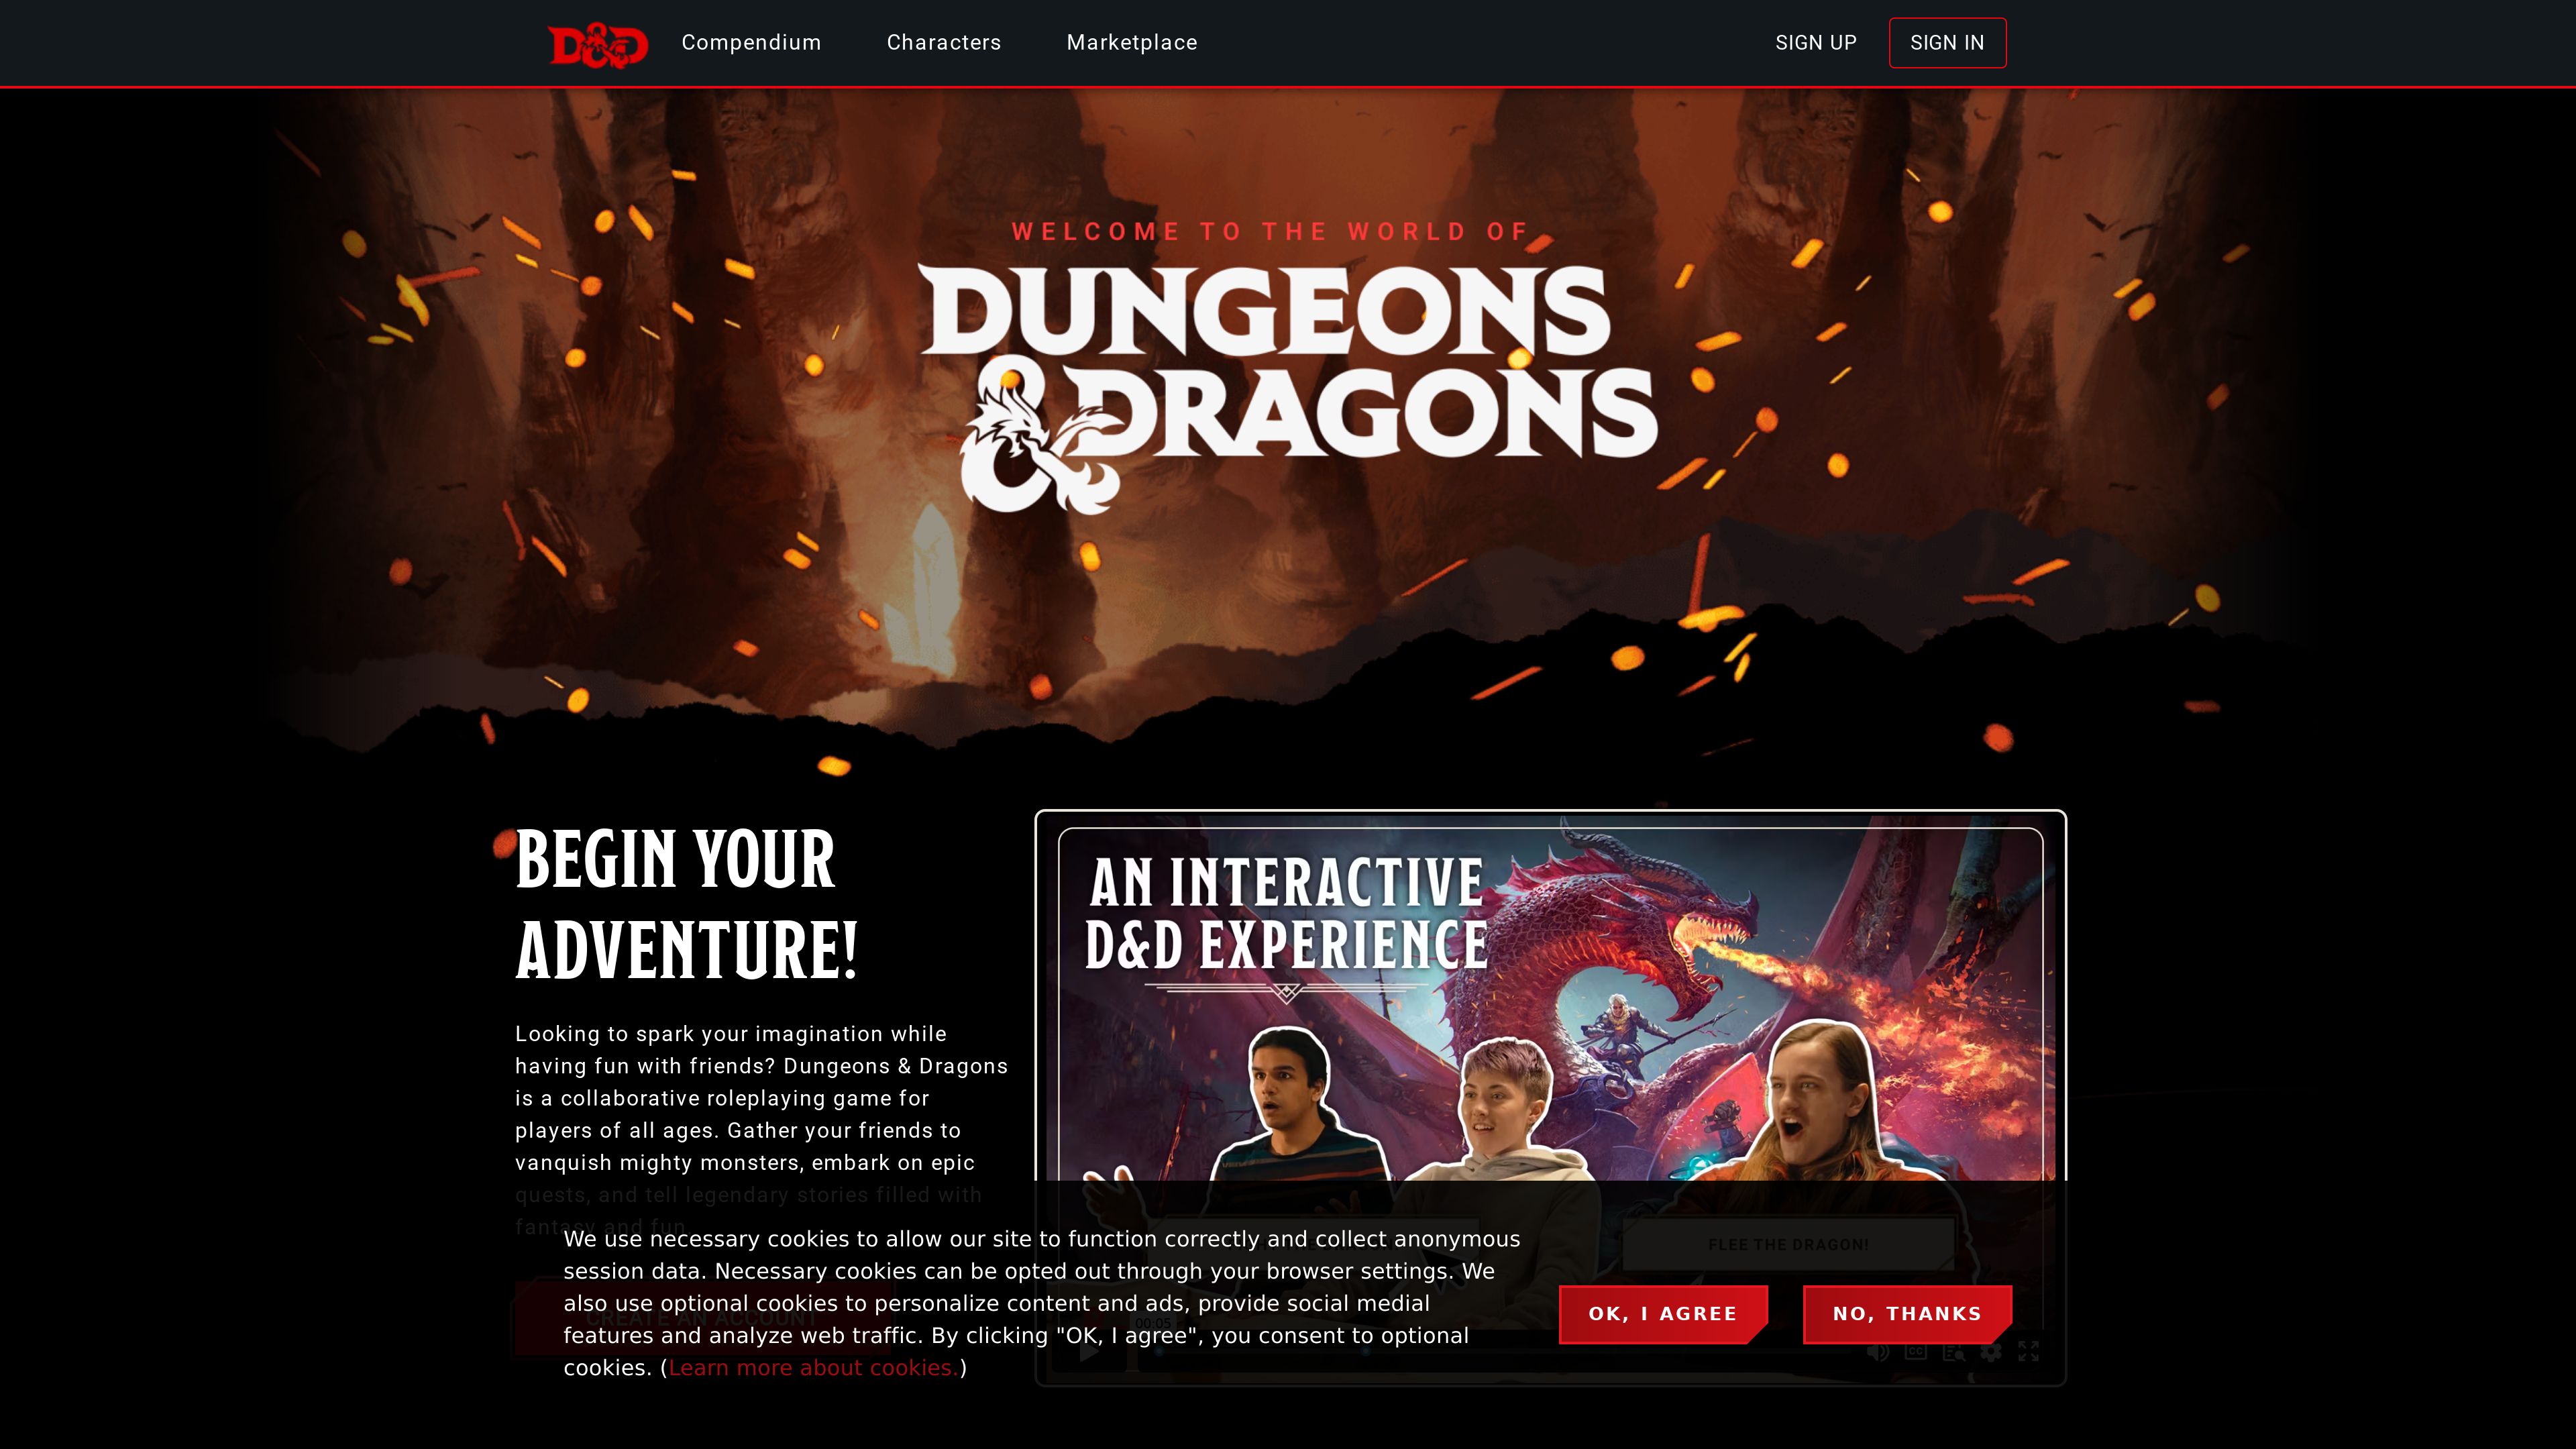 D&D
Compendium
Characters
Marketplace
SIGN UP
SIGN IN
WELCOME TO THE WORLD OF
DUNGEONS
& DRAGONS
BEGIN YOUR
ADVENTURE!
Looking to spark your imagination while
having fun with friends? Dungeons & Dragons
is a collaborative roleplaying game for
players of all ages. Gather your friends to
vanquish mighty monsters, embark on epic
quests, and tell legendary stories filled with
fantasy and fun.
CREATE AN ACCOUNT
AN INTERACTIVE
D&D EXPERIENCE
FLEE THE DRAGON!
00:05
CC
We use necessary cookies to allow our site to function correctly and collect anonymous
session data. Necessary cookies can be opted out through your browser settings. We
also use optional cookies to personalize content and ads, provide social medial
features and analyze web traffic. By clicking "OK, I agree", you consent to optional
cookies. (Learn more about cookies.)
OK, I AGREE
NO, THANKS